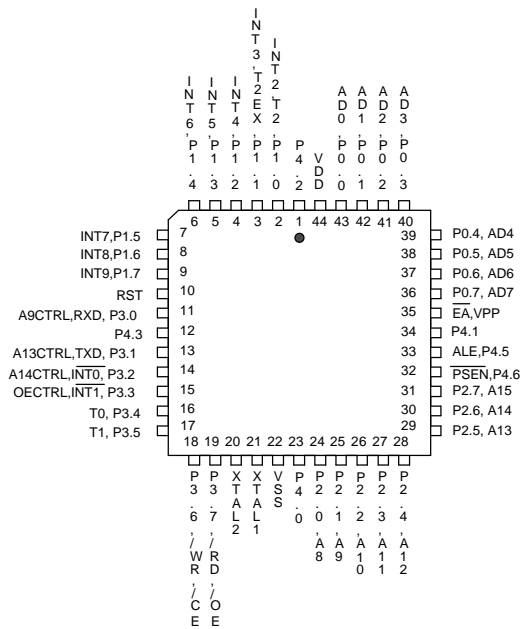 INT6,P1.4
INT5,P1.3
INT4,P1.2
INT3,T2EX,P1.1
INT2,T2,P1.0
P4.2
VDD
AD0,P0.0
AD1,P0.1
AD2,P0.2
AD3,P0.3
6 5 4 3 2 1 44 43 42 41 40
INT7,P1.5 7
INT8,P1.6 8
INT9,P1.7 9
RST 10
A9CTRL,RXD, P3.0 11
P4.3 12
A13CTRL,TXD, P3.1 13
A14CTRL,INT0, P3.2 14
OECTRL,INT1, P3.3 15
T0, P3.4 16
T1, P3.5 17
39 P0.4, AD4
38 P0.5, AD5
37 P0.6, AD6
36 P0.7, AD7
35 EA,VPP
34 P4.1
33 ALE,P4.5
32 PSEN,P4.6
31 P2.7, A15
30 P2.6, A14
29 P2.5, A13
18 19 20 21 22 23 24 25 26 27 28
P3.6,/WR,/CE
P3.7,/RD,/OE
XTAL2
XTAL1
VSS
P4.0
P2.0,A8
P2.1,A9
P2.2,A10
P2.3,A11
P2.4,A12